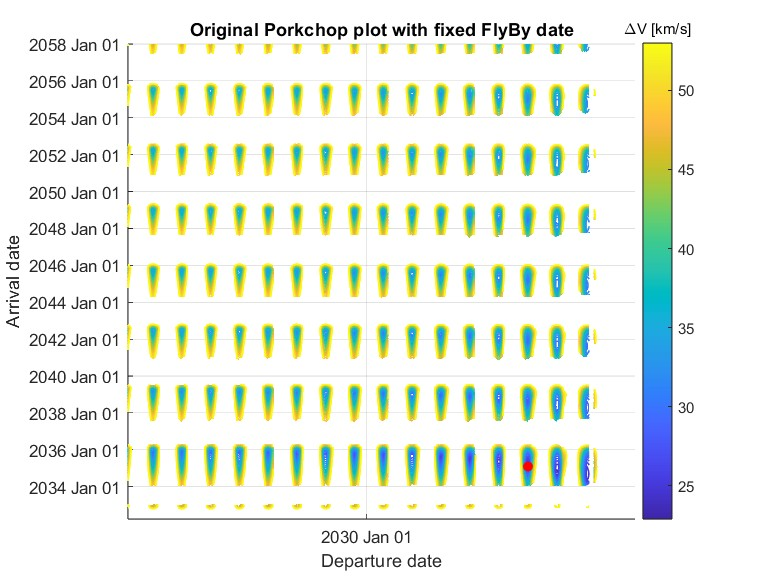 Original Porkchop plot with fixed FlyBy date
ΔV [km/s]
2058 Jan 01
2056 Jan 01
2054 Jan 01
2052 Jan 01
2050 Jan 01
2048 Jan 01
2046 Jan 01
2044 Jan 01
2042 Jan 01
2040 Jan 01
2038 Jan 01
2036 Jan 01
2034 Jan 01
Arrival date
2030 Jan 01
Departure date
50
45
40
35
30
25